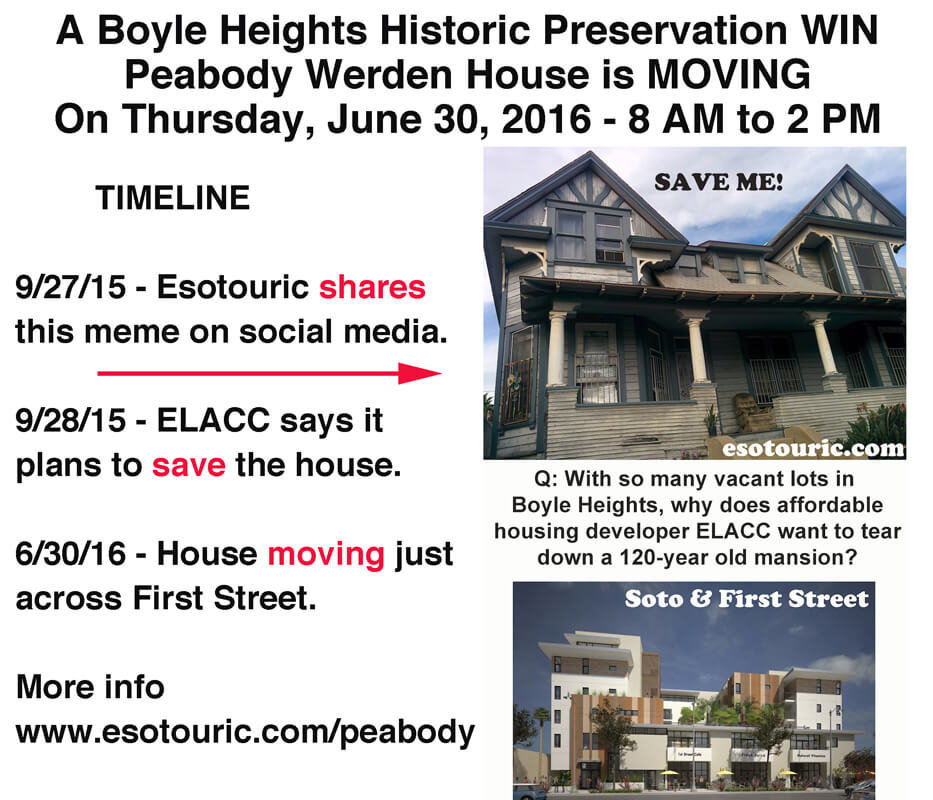 A Boyle Heights Historic Preservation WIN
Peabody Werden House is MOVING
On Thursday, June 30, 2016 - 8 AM to 2 PM
TIMELINE
9/27/15 - Esotouric shares
this meme on social media.
9/28/15 - ELACC says it
plans to save the house.
6/30/16 - House moving just
across First Street.
More info
www.esotouric.com/peabody
SAVE ME!
esotouric.com
Q: With so many vacant lots in
Boyle Heights, why does affordable
housing developer ELACC want to tear
down a 120-year old mansion?
Soto & First Street